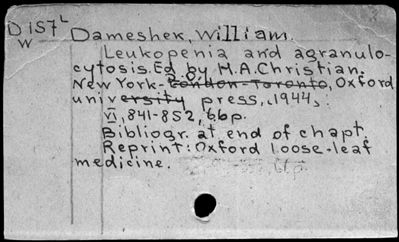 D157L Dameshek, William.
W
Leukopenia and agranulo-
cytosis. Ed. by H.A. Christian.
New York-London-Toronto, Oxford
university press, 1944.
VI, 841-852, 66p.
Bibliogr. at end of chapt.
Reprint: Oxford loose-leaf
medicine.